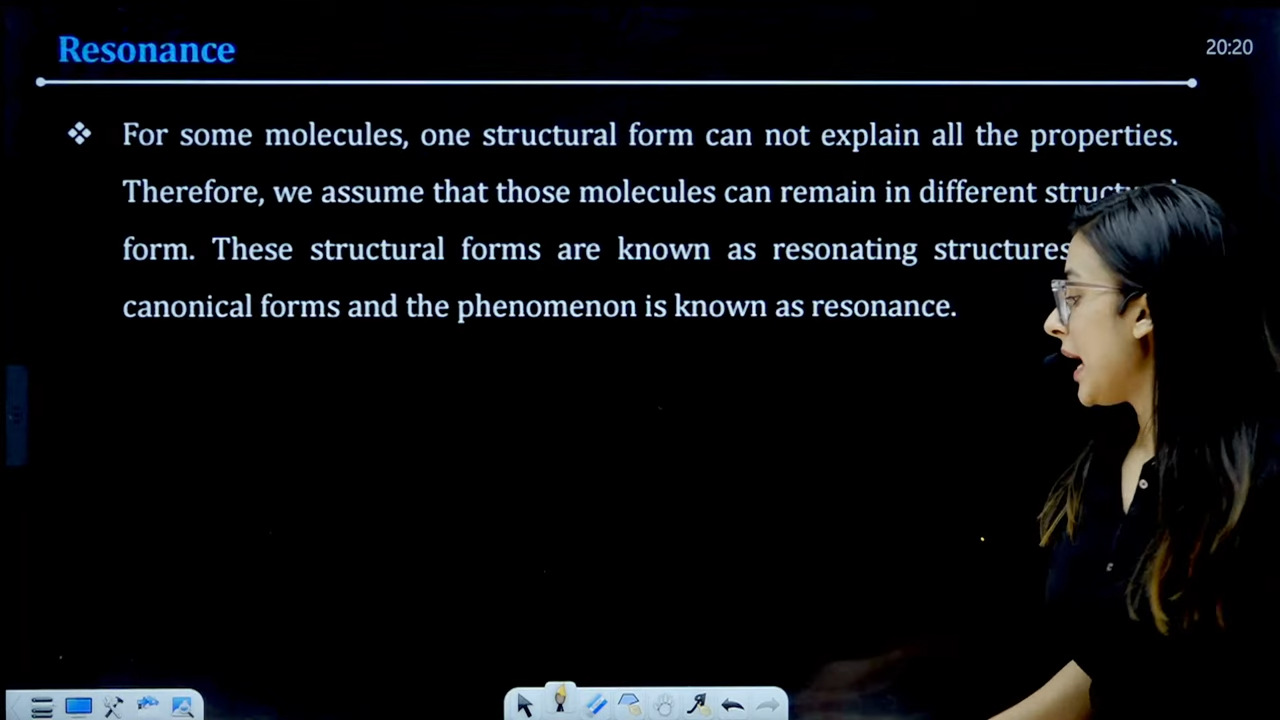 Resonance
20:20
❖ For some molecules, one structural form can not explain all the properties.
Therefore, we assume that those molecules can remain in different
form. These structural forms are known as resonating structures
canonical forms and the phenomenon is known as resonance.